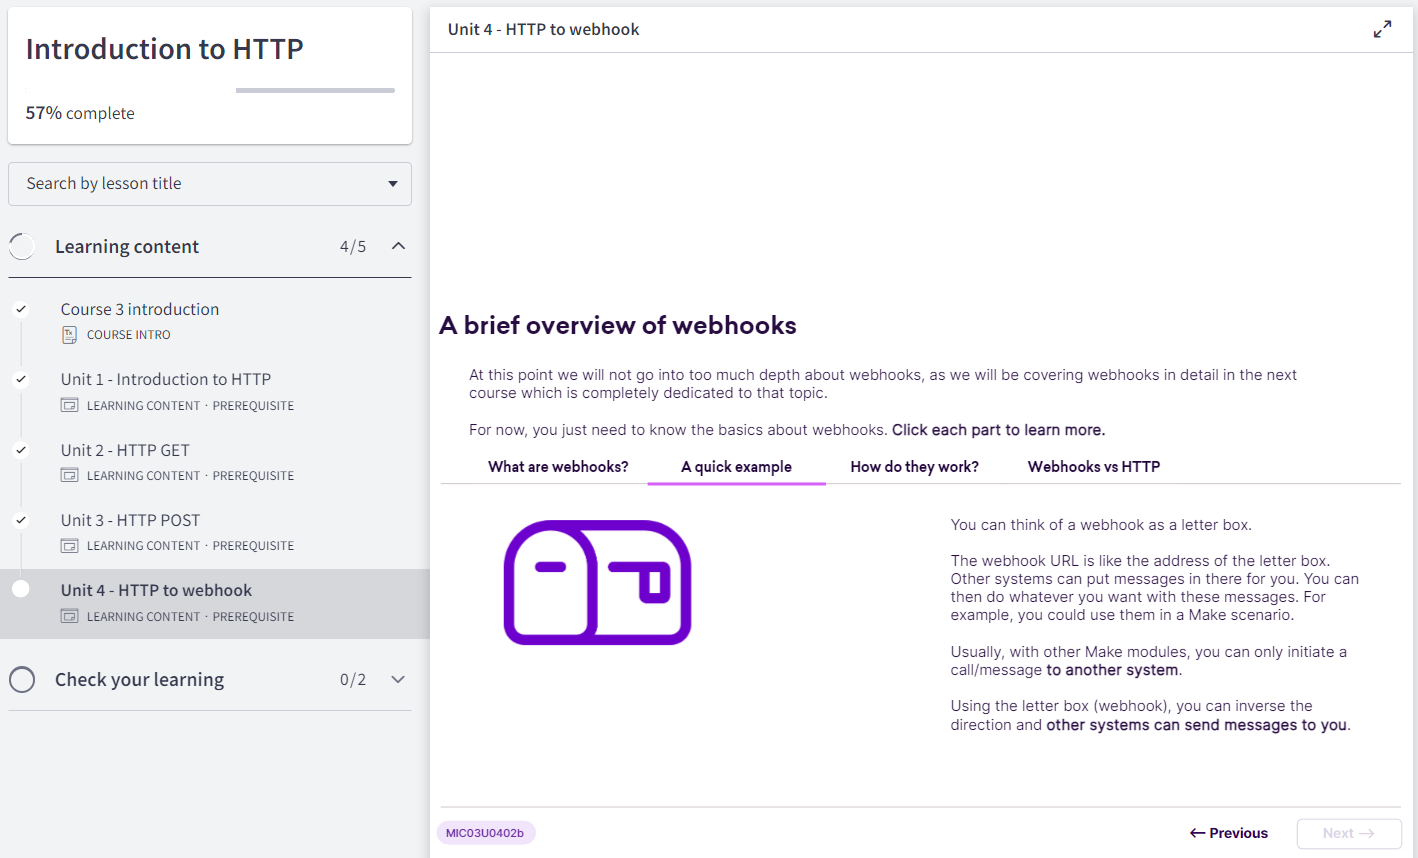 Introduction to HTTP
57% complete
Search by lesson title
Learning content 4/5
Course 3 introduction
COURSE INTRO
Unit 1 - Introduction to HTTP
LEARNING CONTENT · PREREQUISITE
Unit 2 - HTTP GET
LEARNING CONTENT · PREREQUISITE
Unit 3 - HTTP POST
LEARNING CONTENT · PREREQUISITE
Unit 4 - HTTP to webhook
LEARNING CONTENT · PREREQUISITE
Check your learning 0/2
Unit 4 - HTTP to webhook
A brief overview of webhooks
At this point we will not go into too much depth about webhooks, as we will be covering webhooks in detail in the next
course which is completely dedicated to that topic.
For now, you just need to know the basics about webhooks. Click each part to learn more.
What are webhooks? A quick example How do they work? Webhooks vs HTTP
You can think of a webhook as a letter box.
The webhook URL is like the address of the letter box.
Other systems can put messages in there for you. You can
then do whatever you want with these messages. For
example, you could use them in a Make scenario.
Usually, with other Make modules, you can only initiate a
call/message to another system.
Using the letter box (webhook), you can inverse the
direction and other systems can send messages to you.
MIC03U0402b
← Previous
Next →